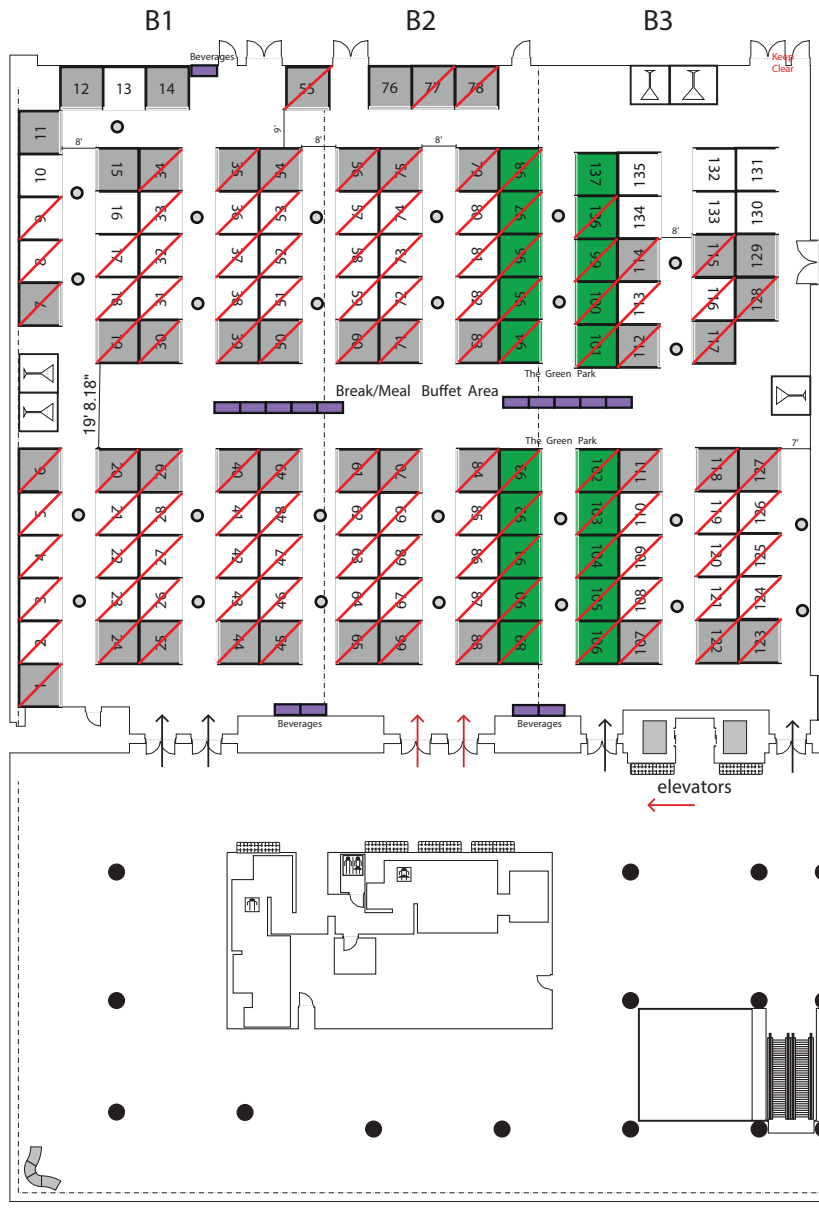 B1 B2 B3
Beverages
Keep
Clear
12 13 14 55 76 77 78
11
9'
8' 8' 8'
15 34 35 54 56 75 79 98 137 135 132 131
10
16 33 36 53 57 74 80 97 136 134 133 130
9
8'
17 32 37 52 58 73 81 96 99 114 115 129
8
18 31 38 51 59 72 82 95 100 113 116 128
7
19 30 39 50 60 71 83 94 101 112 117
The Green Park
Break/Meal Buffet Area
19' 8.18"
The Green Park
7'
6 20 29 40 49 61 70 84 93 102 111 118 127
5 21 28 41 48 62 69 85 92 103 110 119 126
4 22 27 42 47 63 68 86 91 104 109 120 125
3 23 26 43 46 64 67 87 90 105 108 121 124
2 24 25 44 45 65 66 88 89 106 107 122 123
1
Beverages Beverages
elevators